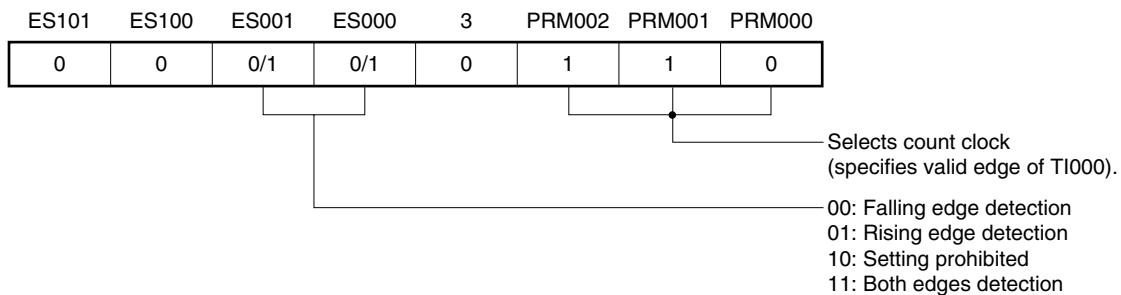 ES101 ES100 ES001 ES000 3 PRM002 PRM001 PRM000
0 0 0/1 0/1 0 1 1 0
Selects count clock
(specifies valid edge of TI000).
00: Falling edge detection
01: Rising edge detection
10: Setting prohibited
11: Both edges detection